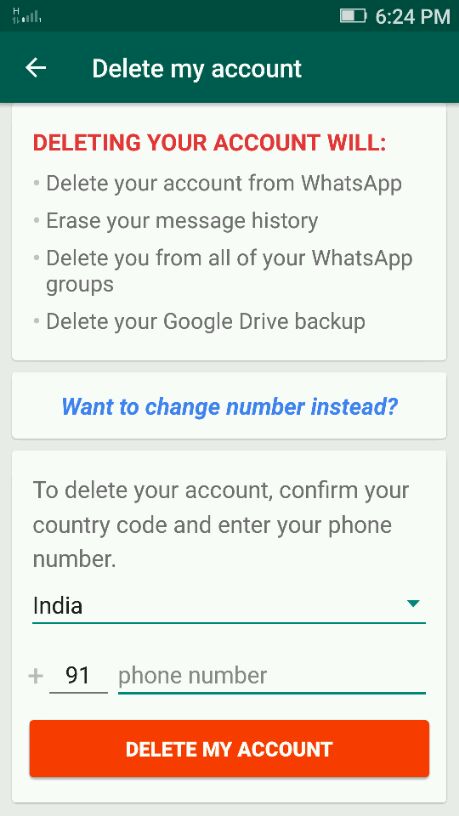 H
6:24 PM
Delete my account
DELETING YOUR ACCOUNT WILL:
• Delete your account from WhatsApp
• Erase your message history
• Delete you from all of your WhatsApp
groups
• Delete your Google Drive backup
Want to change number instead?
To delete your account, confirm your
country code and enter your phone
number.
India
+ 91 phone number
DELETE MY ACCOUNT